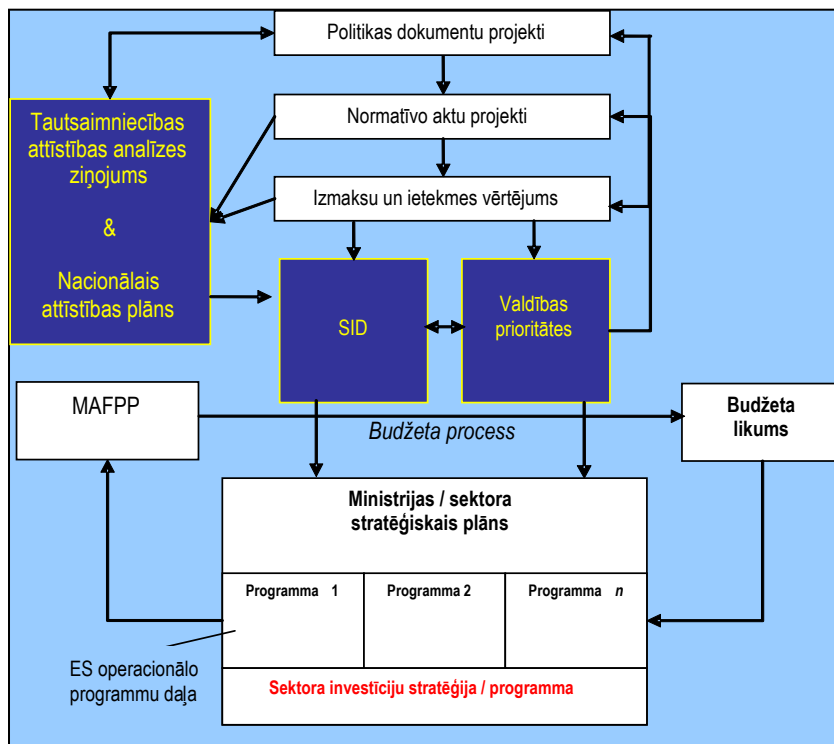 Politikas dokumentu projekti
Normatīvo aktu projekti
Izmaksu un ietekmes vērtējums
Tautsaimniecības
attīstības analīzes
ziņojums
&
Nacionālais
attīstības plāns
SID
Valdības
prioritātes
MAFPP
Budžeta process
Budžeta
likums
Ministrijas / sektora
stratēģiskais plāns
Programma 1
Programma 2
Programma n
ES operacionālo
programmu daļa
Sektora investīciju stratēģija / programma